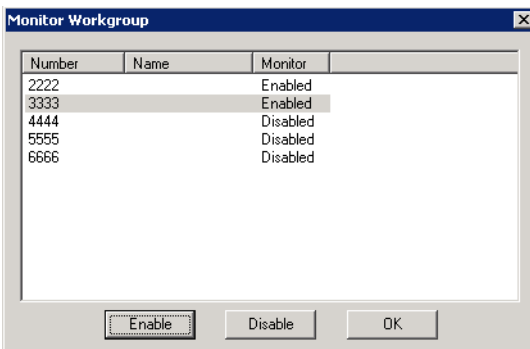 Monitor Workgroup
Number Name Monitor
2222 Enabled
3333 Enabled
4444 Disabled
5555 Disabled
6666 Disabled
Enable Disable OK